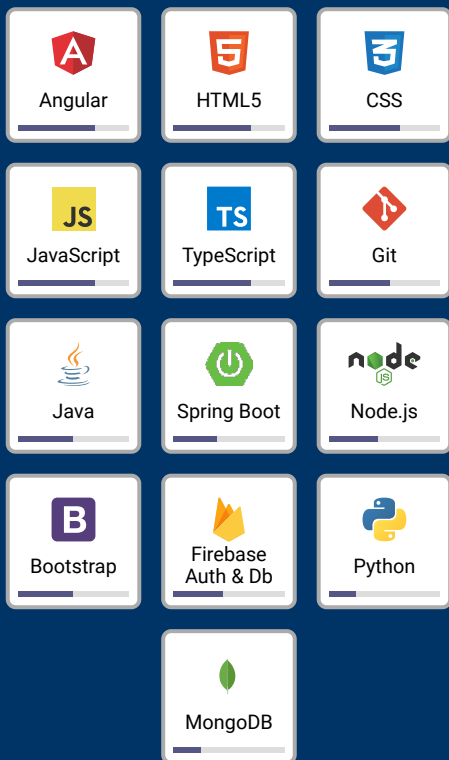 Angular
HTML5
CSS
JS
JavaScript
TS
TypeScript
Git
Java
Spring Boot
node
JS
Node.js
B
Bootstrap
Firebase
Auth & Db
Python
MongoDB